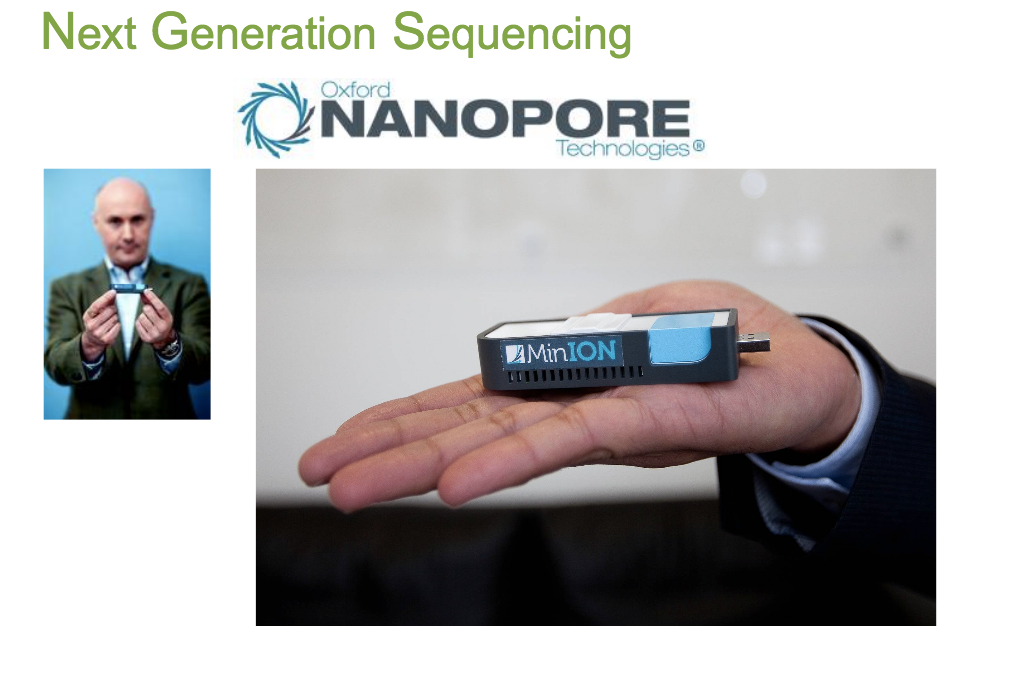 Next Generation Sequencing
Oxford
NANOPORE
Technologies®
MinION